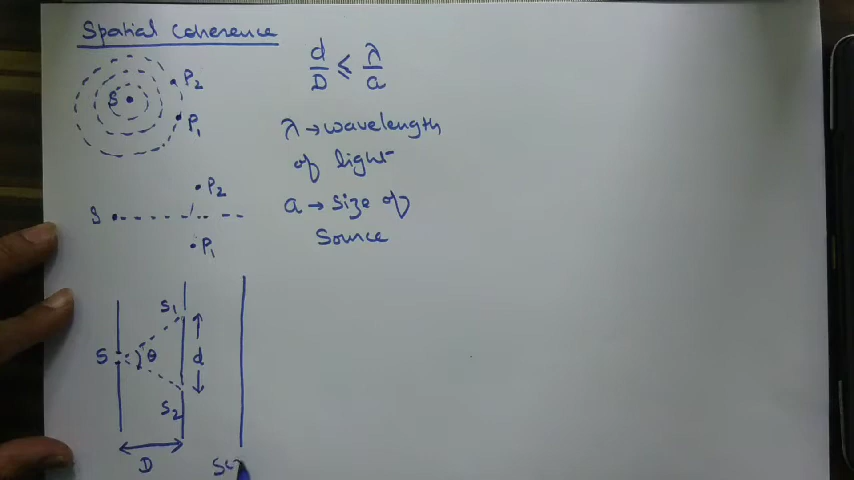 Spatial Coherence
S
P2
P1
d/D ≤ λ/a
λ → wavelength
of light
a → Size of
Source
S
P2
P1
S
θ
S1
d
S2
D